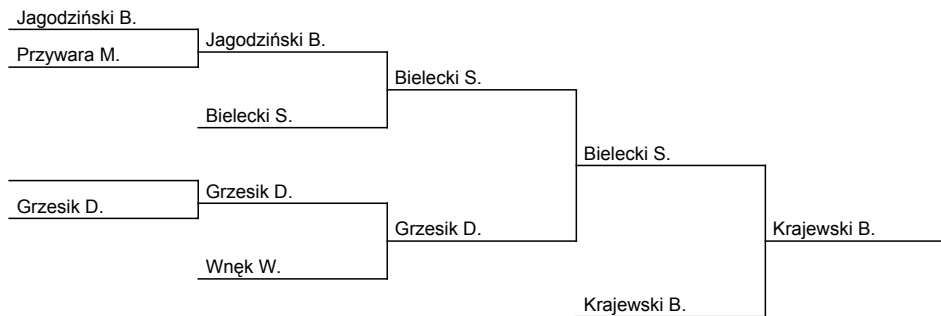 Jagodziński B.
Przywara M.
Jagodziński B.
Bielecki S.
Bielecki S.
Grzesik D.
Grzesik D.
Wnęk W.
Grzesik D.
Bielecki S.
Krajewski B.
Krajewski B.